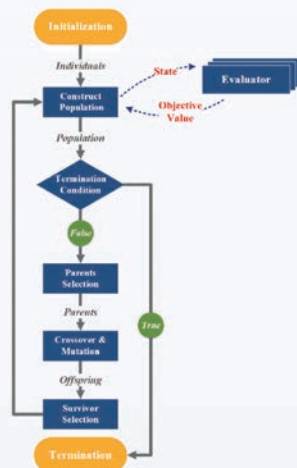 Initialization
Individuals
State
Evaluator
Construct
Population
Objective
Value
Population
Termination
Condition
False
Parents
Selection
True
Parents
Crossover &
Mutation
Offspring
Survivor
Selection
Termination